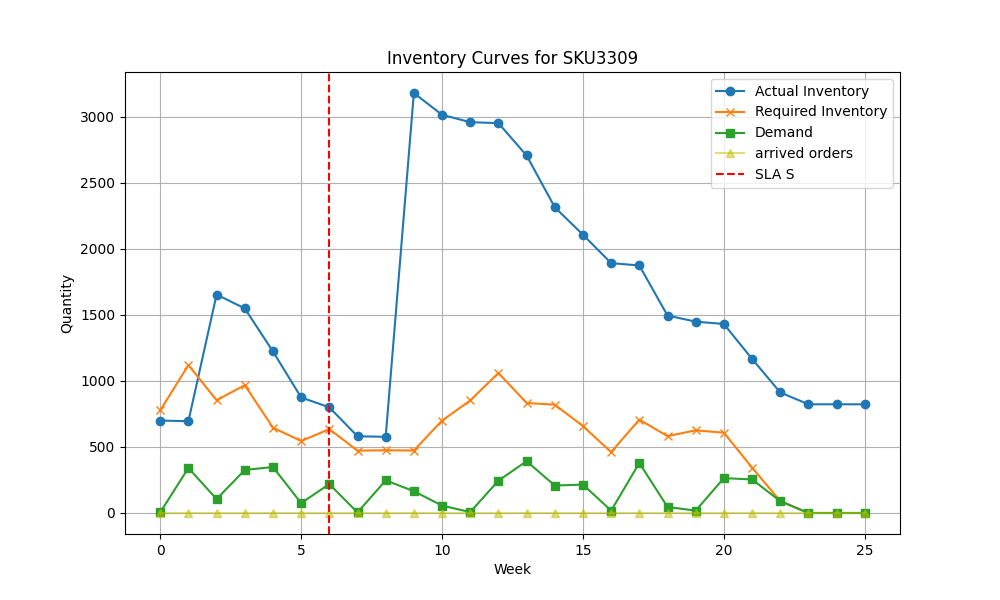 Inventory Curves for SKU3309
Actual Inventory
Required Inventory
Demand
arrived orders
SLA S
3000
2500
2000
1500
1000
500
0
Quantity
0 5 10 15 20 25
Week